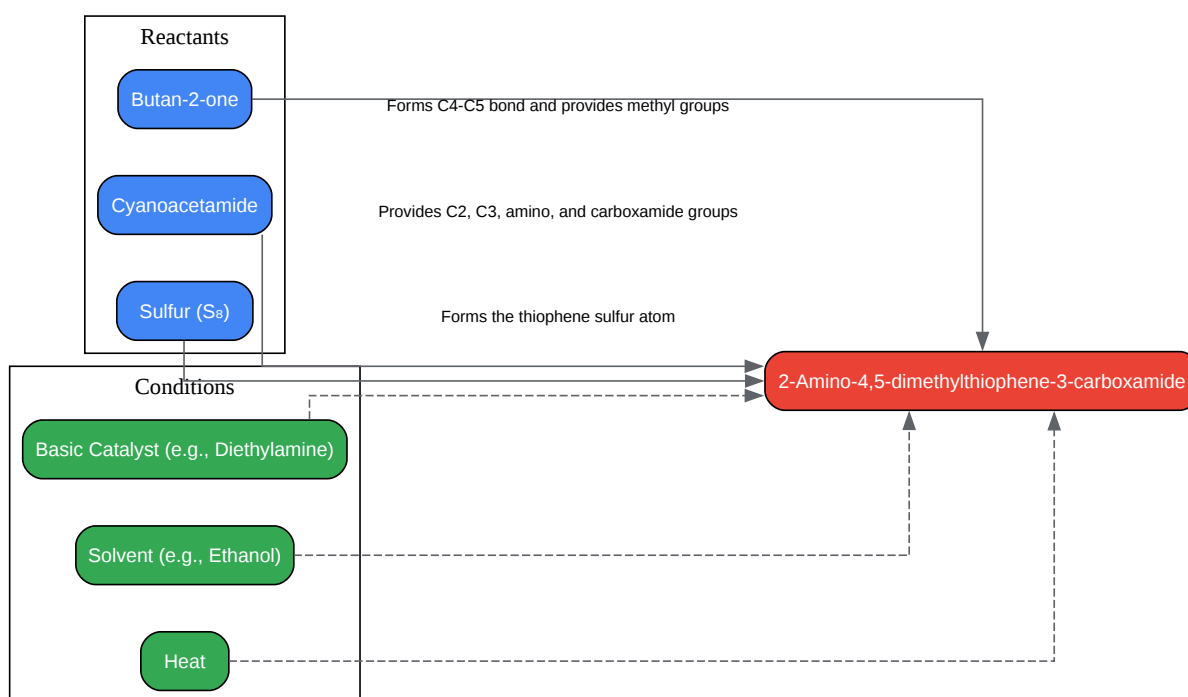 Reactants
Butan-2-one
Forms C4-C5 bond and provides methyl groups
Cyanoacetamide
Provides C2, C3, amino, and carboxamide groups
Sulfur (S₈)
Forms the thiophene sulfur atom
2-Amino-4,5-dimethylthiophene-3-carboxamide
Conditions
Basic Catalyst (e.g., Diethylamine)
Solvent (e.g., Ethanol)
Heat